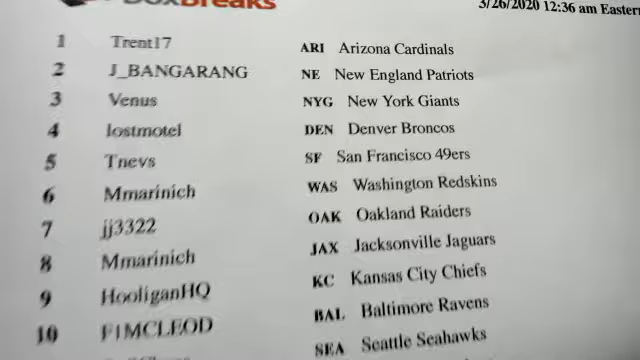 BoxBreaks
3/26/2020 12:36 am Eastern
1 Trent17 ARI Arizona Cardinals
2 J_BANGARANG NE New England Patriots
3 Venus NYG New York Giants
4 lostmotel DEN Denver Broncos
5 Tnevs SF San Francisco 49ers
6 Mmarinich WAS Washington Redskins
7 jj3322 OAK Oakland Raiders
8 Mmarinich JAX Jacksonville Jaguars
9 HooliganHQ KC Kansas City Chiefs
10 F1MCLEOD BAL Baltimore Ravens
SEA Seattle Seahawks